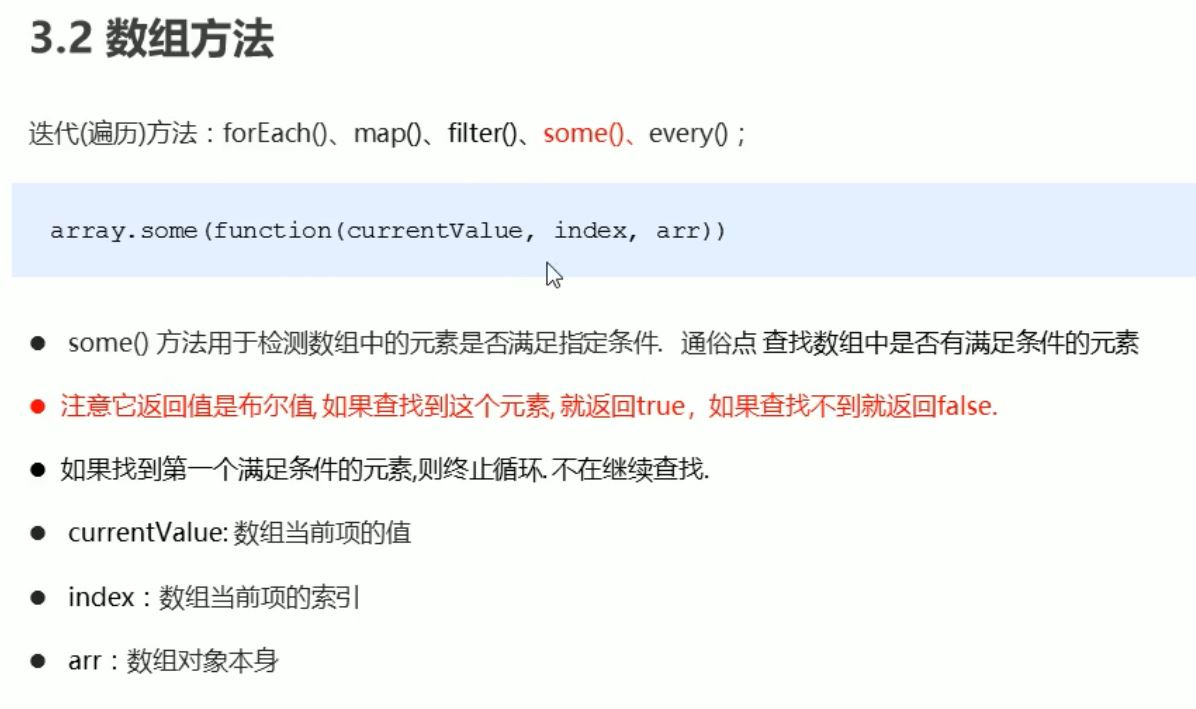 3.2 数组方法
迭代(遍历)方法：forEach()、map()、filter()、some()、every()；
array.some(function(currentValue, index, arr))
some() 方法用于检测数组中的元素是否满足指定条件. 通俗点 查找数组中是否有满足条件的元素
注意它返回值是布尔值, 如果查找到这个元素, 就返回true，如果查找不到就返回false.
如果找到第一个满足条件的元素,则终止循环. 不在继续查找.
currentValue: 数组当前项的值
index：数组当前项的索引
arr：数组对象本身